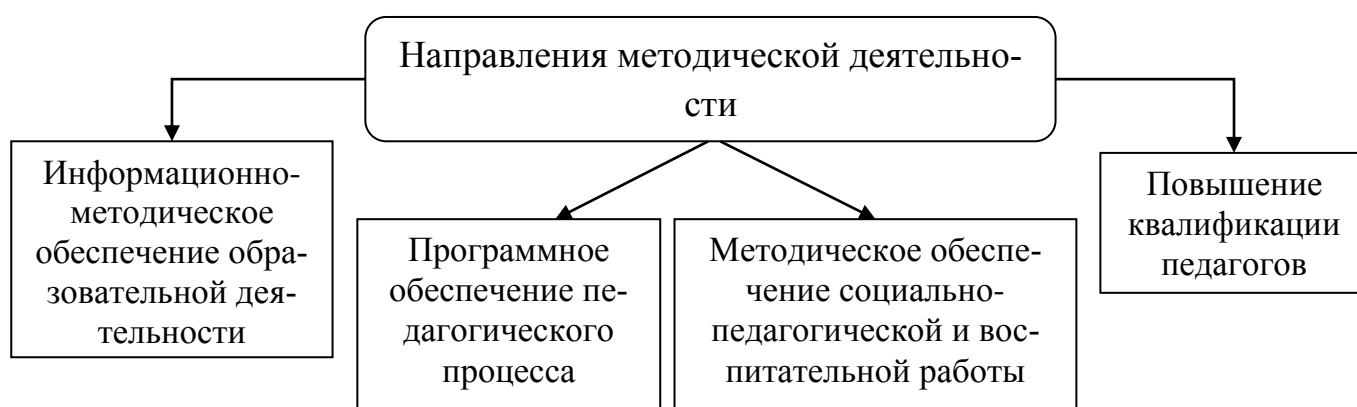 Направления методической деятельно-
сти
Информационно-
методическое
обеспечение обра-
зовательной дея-
тельности
Программное
обеспечение пе-
дагогического
процесса
Методическое обеспе-
чение социально-
педагогической и вос-
питательной работы
Повышение
квалификации
педагогов